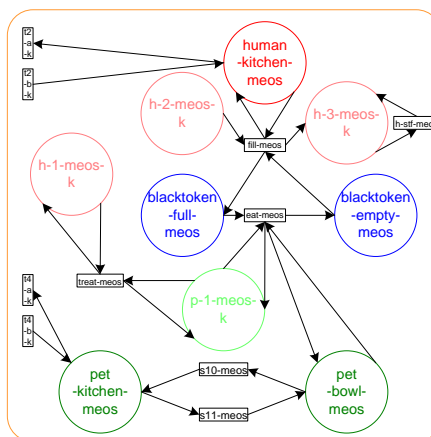 t2
-a
-k
t2
-b
-k
human
-kitchen-
meos
h-2-meos-
k
h-3-meos-
k
h-stf-meo
fill-meos
h-1-meos-
k
blacktoken
-full-
meos
eat-meos
blacktoken
-empty-
meos
t4
-a
-k
treat-meos
p-1-meos-
k
t4
-b
-k
pet
-kitchen-
meos
s10-meos
s11-meos
pet
-bowl-
meos